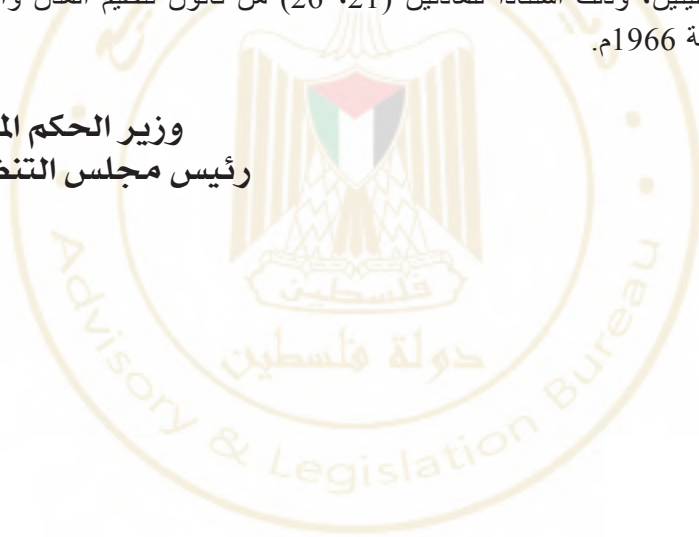 وذلك استناداً للمادتين (21، 26) من قانون تنظيم المدن
1966م.
وزير الحكم
رئيس مجلس
فلسطين
دولة فلسطين
Advisory & Legislation Bureau